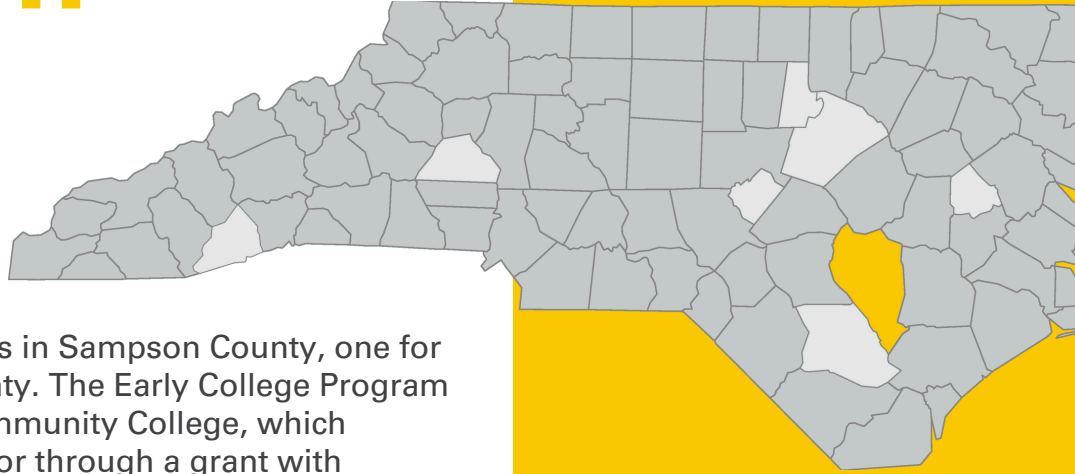 s in Sampson County, one for
nty. The Early College Program
mmunity College, which
or through a grant with